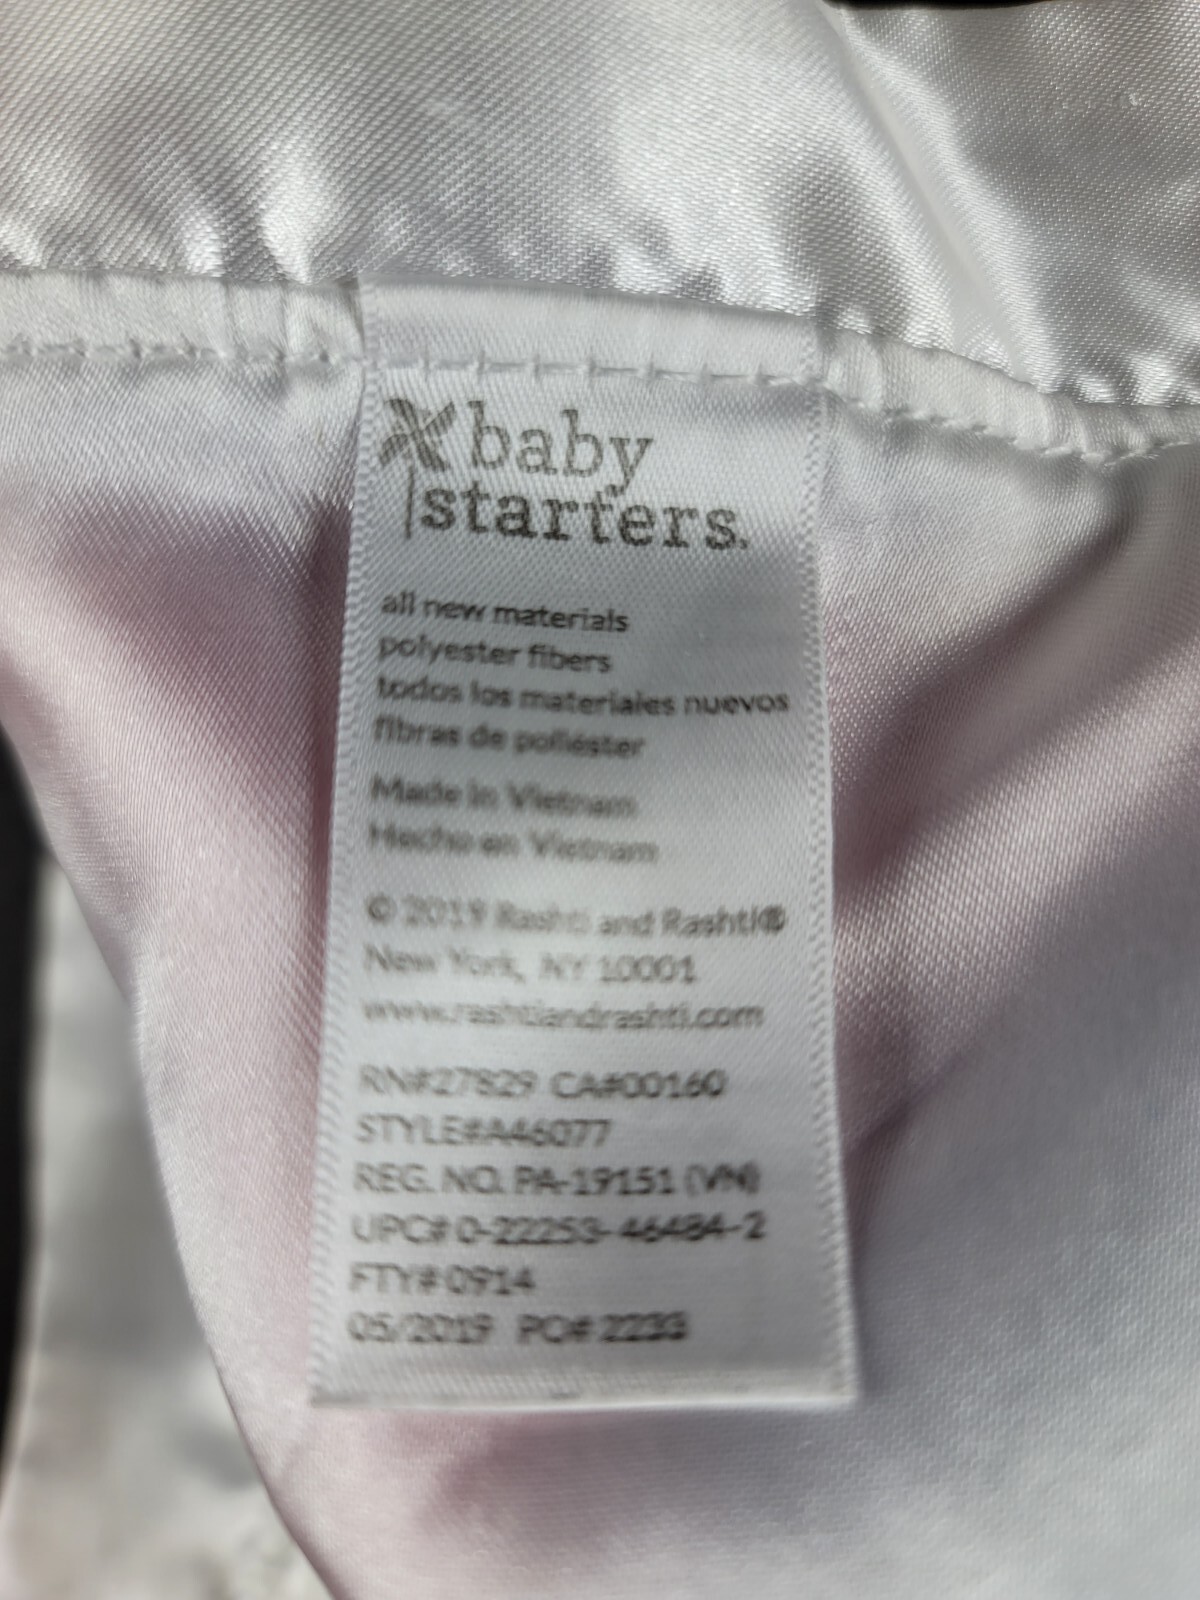 baby
starters.
all new materials
polyester fibers
todos los materiales nuevos
fibras de poliéster
Made in Vietnam
Hecho en Vietnam
© 2019 Rashti and Rashti®
New York, NY 10001
www.rashtiandrashti.com
RN#27829 CA#00160
STYLE#A46077
REG. NO. PA-19151 (VN)
UPC# 0-22253-46484-2
FTY# 0914
05/2019 PO# 2233